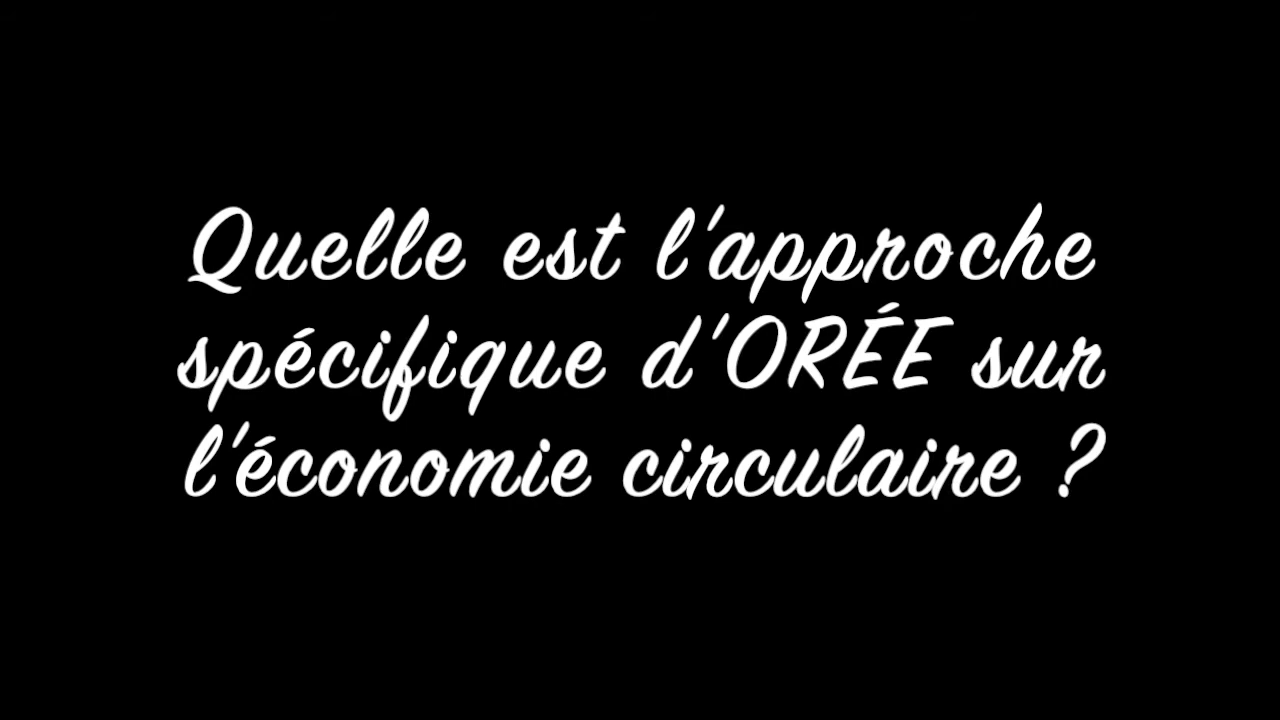 Quelle est l'approche
spécifique d'ORÉE sur
l'économie circulaire ?